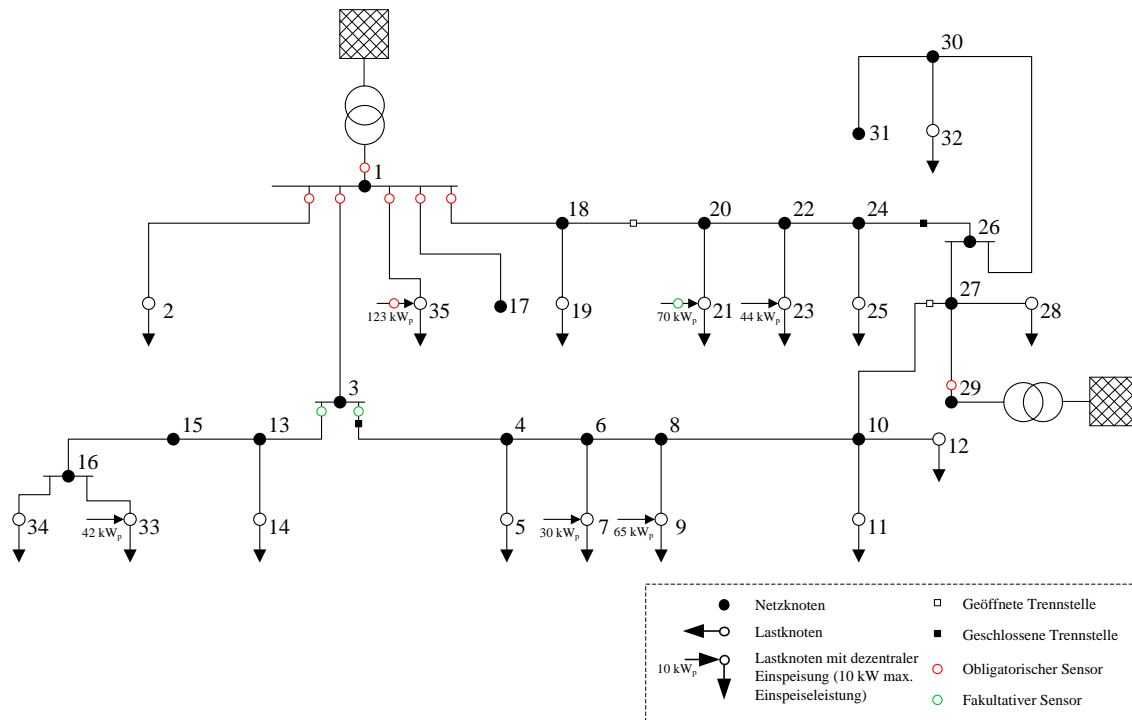 30
31
32
1
18
20
22
24
26
27
2
123 kWₚ
35
17
19
70 kWₚ
21
44 kWₚ
23
25
28
29
3
15
13
4
6
8
10
12
16
34
42 kWₚ
33
14
5
30 kWₚ
7
65 kWₚ
9
11
Netzknoten
Lastknoten
10 kWₚ
Lastknoten mit dezentraler
Einspeisung (10 kW max.
Einspeiseleistung)
Geöffnete Trennstelle
Geschlossene Trennstelle
Obligatorischer Sensor
Fakultativer Sensor